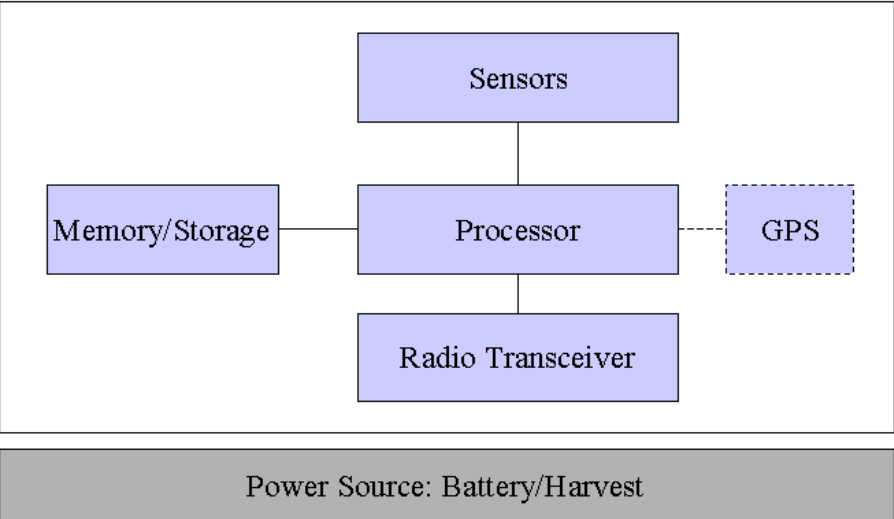 Sensors
Memory/Storage
Processor
GPS
Radio Transceiver
Power Source: Battery/Harvest